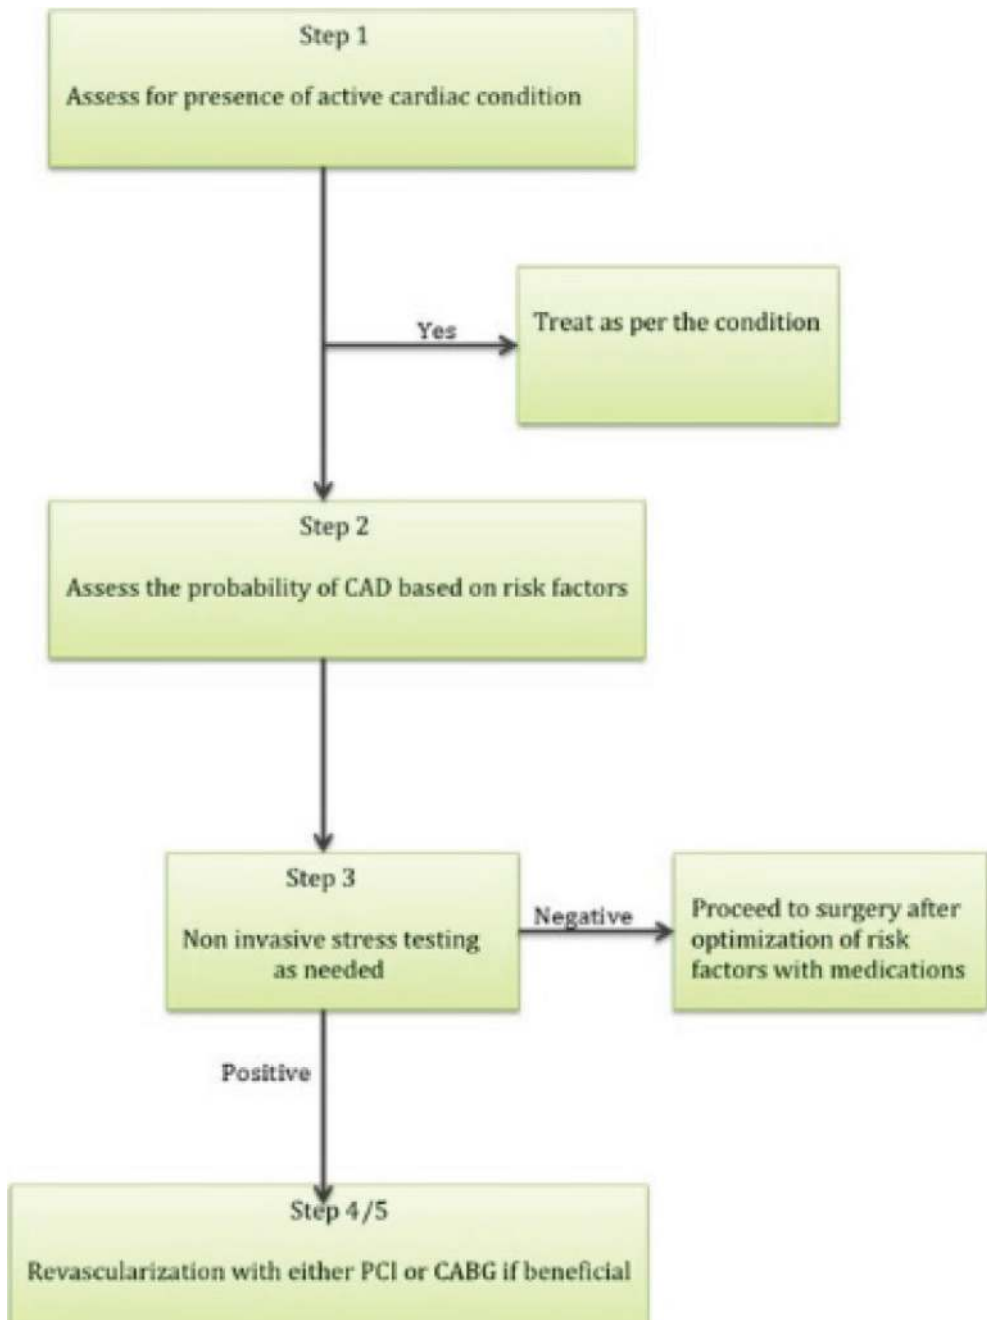 Step 1
Assess for presence of active cardiac condition
Yes
Treat as per the condition
Step 2
Assess the probability of CAD based on risk factors
Step 3
Non invasive stress testing
as needed
Negative
Proceed to surgery after
optimization of risk
factors with medications
Positive
Step 4/5
Revascularization with either PCI or CABG if beneficial